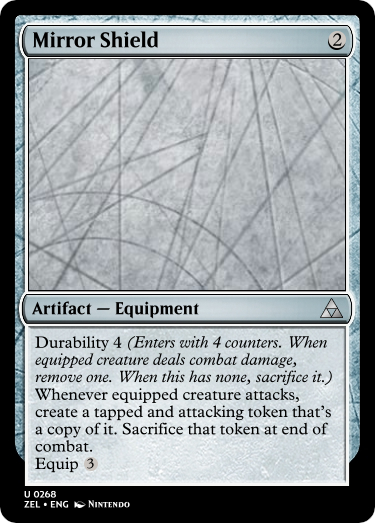 Mirror Shield 2
Artifact — Equipment
Durability 4 (Enters with 4 counters. When
equipped creature deals combat damage,
remove one. When this has none, sacrifice it.)
Whenever equipped creature attacks,
create a tapped and attacking token that's
a copy of it. Sacrifice that token at end of
combat.
Equip 3
U 0268
ZEL • ENG Nintendo